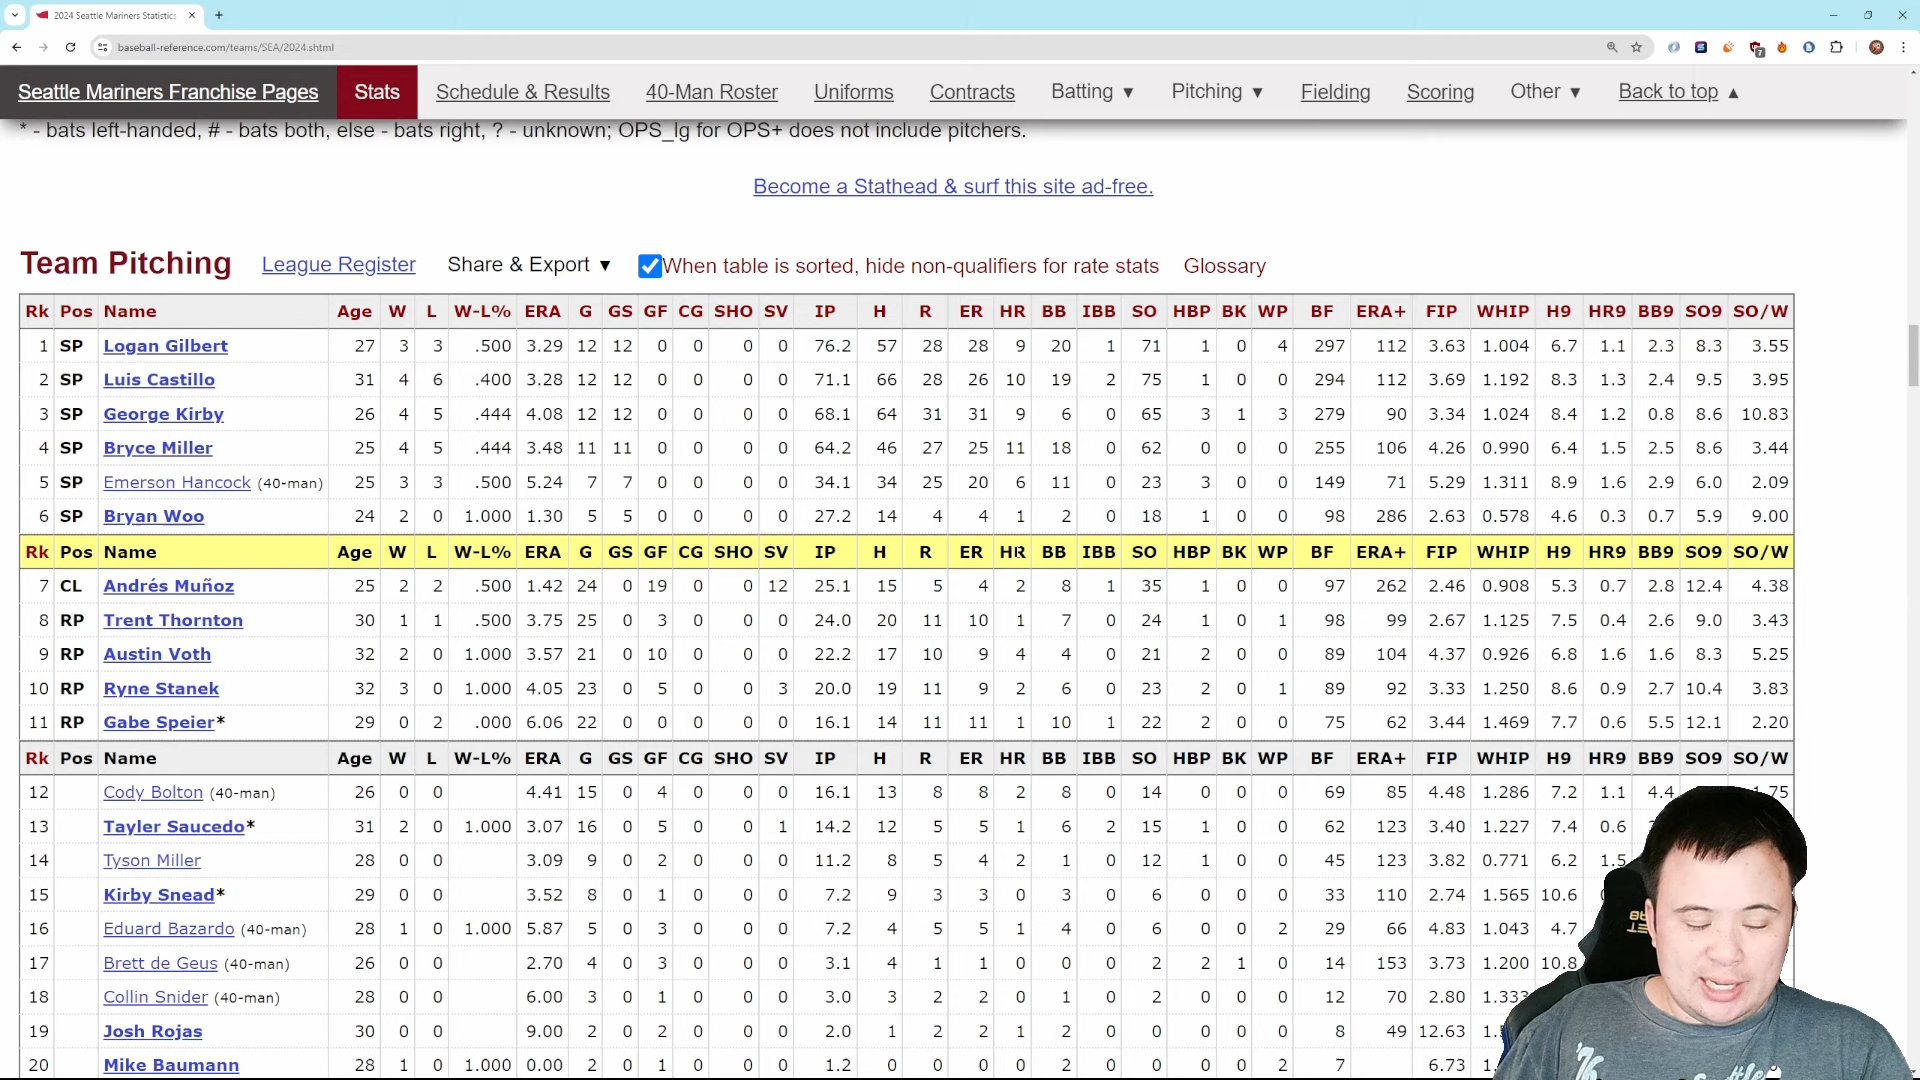 2024 Seattle Mariners Statistics
baseball-reference.com/teams/SEA/2024.shtml
7
Seattle Mariners Franchise Pages Stats Schedule & Results 40-Man Roster Uniforms Contracts Batting ▼ Pitching ▼ Fielding Scoring Other ▼ Back to top ▲
* - bats left-handed, # - bats both, else - bats right, ? - unknown; OPS_lg for OPS+ does not include pitchers.
Become a Stathead & surf this site ad-free.
Team Pitching League Register Share & Export ▼ When table is sorted, hide non-qualifiers for rate stats Glossary
Rk Pos Name Age W L W-L% ERA G GS GF CG SHO SV IP H R ER HR BB IBB SO HBP BK WP BF ERA+ FIP WHIP H9 HR9 BB9 SO9 SO/W
1 SP Logan Gilbert 27 3 3 .500 3.29 12 12 0 0 0 0 76.2 57 28 28 9 20 1 71 1 0 4 297 112 3.63 1.004 6.7 1.1 2.3 8.3 3.55
2 SP Luis Castillo 31 4 6 .400 3.28 12 12 0 0 0 0 71.1 66 28 26 10 19 2 75 1 0 0 294 112 3.69 1.192 8.3 1.3 2.4 9.5 3.95
3 SP George Kirby 26 4 5 .444 4.08 12 12 0 0 0 0 68.1 64 31 31 9 6 0 65 3 1 3 279 90 3.34 1.024 8.4 1.2 0.8 8.6 10.83
4 SP Bryce Miller 25 4 5 .444 3.48 11 11 0 0 0 0 64.2 46 27 25 11 18 0 62 0 0 0 255 106 4.26 0.990 6.4 1.5 2.5 8.6 3.44
5 SP Emerson Hancock (40-man) 25 3 3 .500 5.24 7 7 0 0 0 0 34.1 34 25 20 6 11 0 23 3 0 0 149 71 5.29 1.311 8.9 1.6 2.9 6.0 2.09
6 SP Bryan Woo 24 2 0 1.000 1.30 5 5 0 0 0 0 27.2 14 4 4 1 2 0 18 1 0 0 98 286 2.63 0.578 4.6 0.3 0.7 5.9 9.00
Rk Pos Name Age W L W-L% ERA G GS GF CG SHO SV IP H R ER HR BB IBB SO HBP BK WP BF ERA+ FIP WHIP H9 HR9 BB9 SO9 SO/W
7 CL Andrés Muñoz 25 2 2 .500 1.42 24 0 19 0 0 12 25.1 15 5 4 2 8 1 35 1 0 0 97 262 2.46 0.908 5.3 0.7 2.8 12.4 4.38
8 RP Trent Thornton 30 1 1 .500 3.75 25 0 3 0 0 0 24.0 20 11 10 1 7 0 24 1 0 1 98 99 2.67 1.125 7.5 0.4 2.6 9.0 3.43
9 RP Austin Voth 32 2 0 1.000 3.57 21 0 10 0 0 0 22.2 17 10 9 4 4 0 21 2 0 0 89 104 4.37 0.926 6.8 1.6 1.6 8.3 5.25
10 RP Ryne Stanek 32 3 0 1.000 4.05 23 0 5 0 0 3 20.0 19 11 9 2 6 0 23 2 0 1 89 92 3.33 1.250 8.6 0.9 2.7 10.4 3.83
11 RP Gabe Speier* 29 0 2 .000 6.06 22 0 0 0 0 0 16.1 14 11 11 1 10 1 22 2 0 0 75 62 3.44 1.469 7.7 0.6 5.5 12.1 2.20
Rk Pos Name Age W L W-L% ERA G GS GF CG SHO SV IP H R ER HR BB IBB SO HBP BK WP BF ERA+ FIP WHIP H9 HR9 BB9 SO9 SO/W
12 Cody Bolton (40-man) 26 0 0 4.41 15 0 4 0 0 0 16.1 13 8 8 2 8 0 14 0 0 0 69 85 4.48 1.286 7.2 1.1 4.4 1.75
13 Tayler Saucedo* 31 2 0 1.000 3.07 16 0 5 0 0 1 14.2 12 5 5 1 6 2 15 1 0 0 62 123 3.40 1.227 7.4 0.6
14 Tyson Miller 28 0 0 3.09 9 0 2 0 0 0 11.2 8 5 4 2 1 0 12 1 0 0 45 123 3.82 0.771 6.2 1.5
15 Kirby Snead* 29 0 0 3.52 8 0 1 0 0 0 7.2 9 3 3 0 3 0 6 0 0 0 33 110 2.74 1.565 10.6
16 Eduard Bazardo (40-man) 28 1 0 1.000 5.87 5 0 3 0 0 0 7.2 4 5 5 1 4 0 6 0 0 2 29 66 4.83 1.043 4.7
17 Brett de Geus (40-man) 26 0 0 2.70 4 0 3 0 0 0 3.1 4 1 1 0 0 0 2 2 1 0 14 153 3.73 1.200 10.8
18 Collin Snider (40-man) 28 0 0 6.00 3 0 1 0 0 0 3.0 3 2 2 0 1 0 2 0 0 0 12 70 2.80 1.333
19 Josh Rojas 30 0 0 9.00 2 0 2 0 0 0 2.0 1 2 2 1 2 0 0 0 0 0 8 49 12.63
20 Mike Baumann 28 1 0 1.000 0.00 2 0 1 0 0 0 1.2 0 0 0 0 2 0 0 0 0 2 7 6.73
'76
Seattle